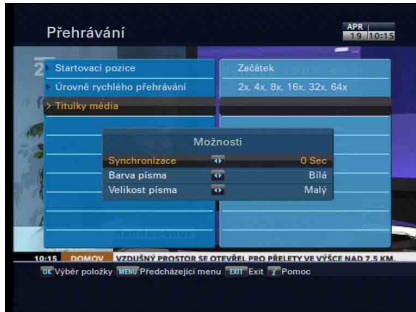 Přehrávání
APR
19 10:15
2
Startovací pozice Začátek
Úrovně rychlého přehrávání 2x, 4x, 8x, 16x, 32x, 64x
> Titulky média
Možnosti
Synchronizace 0 Sec
Barva písma Bílá
Velikost písma Malý
10:15 DOMOV VZDUŠNÝ PROSTOR SE OTEVŘEL PRO PŘELETY VE VÝŠCE NAD 7,5 KM.
OK Výběr položky MENU Předcházející menu EXIT Exit i Pomoc